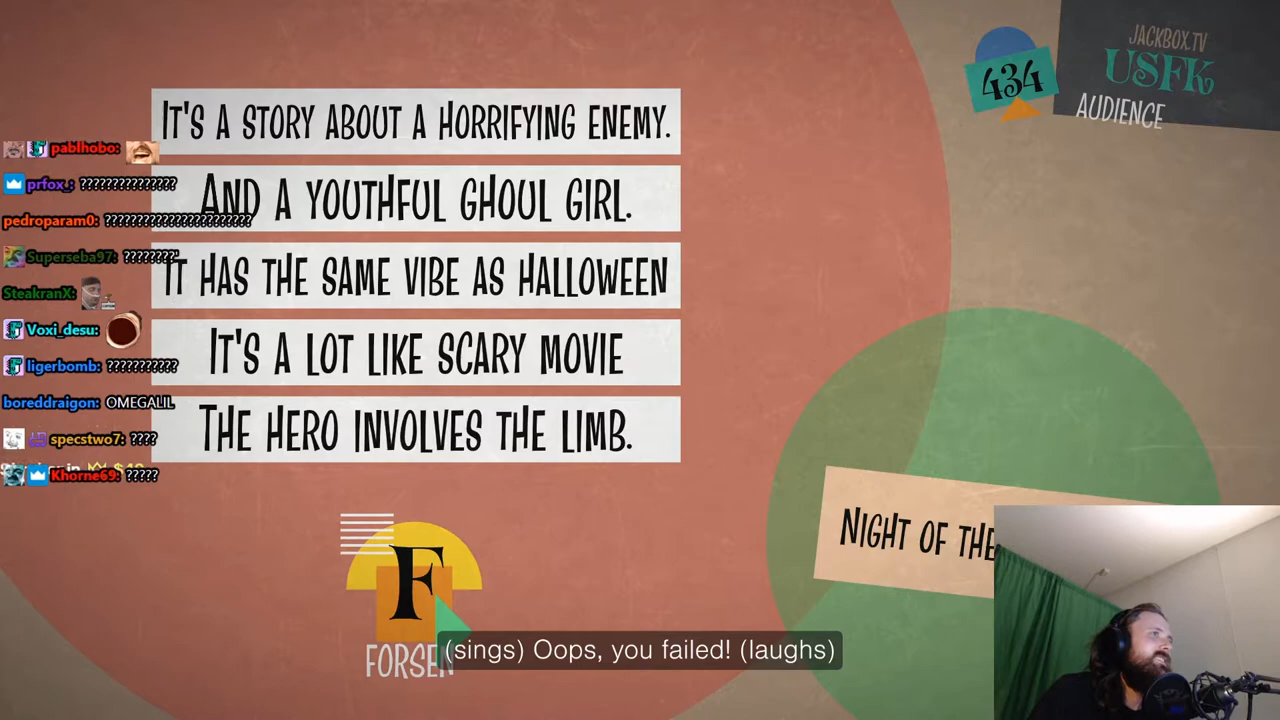 JACKBOX.TV
434
USFK
AUDIENCE
IT'S A STORY ABOUT A HORRIFYING ENEMY.
AND A YOUTHFUL GHOUL GIRL.
IT HAS THE SAME VIBE AS HALLOWEEN
IT'S A LOT LIKE SCARY MOVIE
THE HERO INVOLVES THE LIMB.
pablhobo:
prfox_: ???????????????
pedroparam0: ???????????????????????
Superseba97: ????????
SteakranX:
Voxi_desu:
ligerbomb: ???????????
boreddraigon: OMEGALIL
specstwo7: ????
Khorne69: ?????
NIGHT OF THE
F
FORSEN
(sings) Oops, you failed! (laughs)